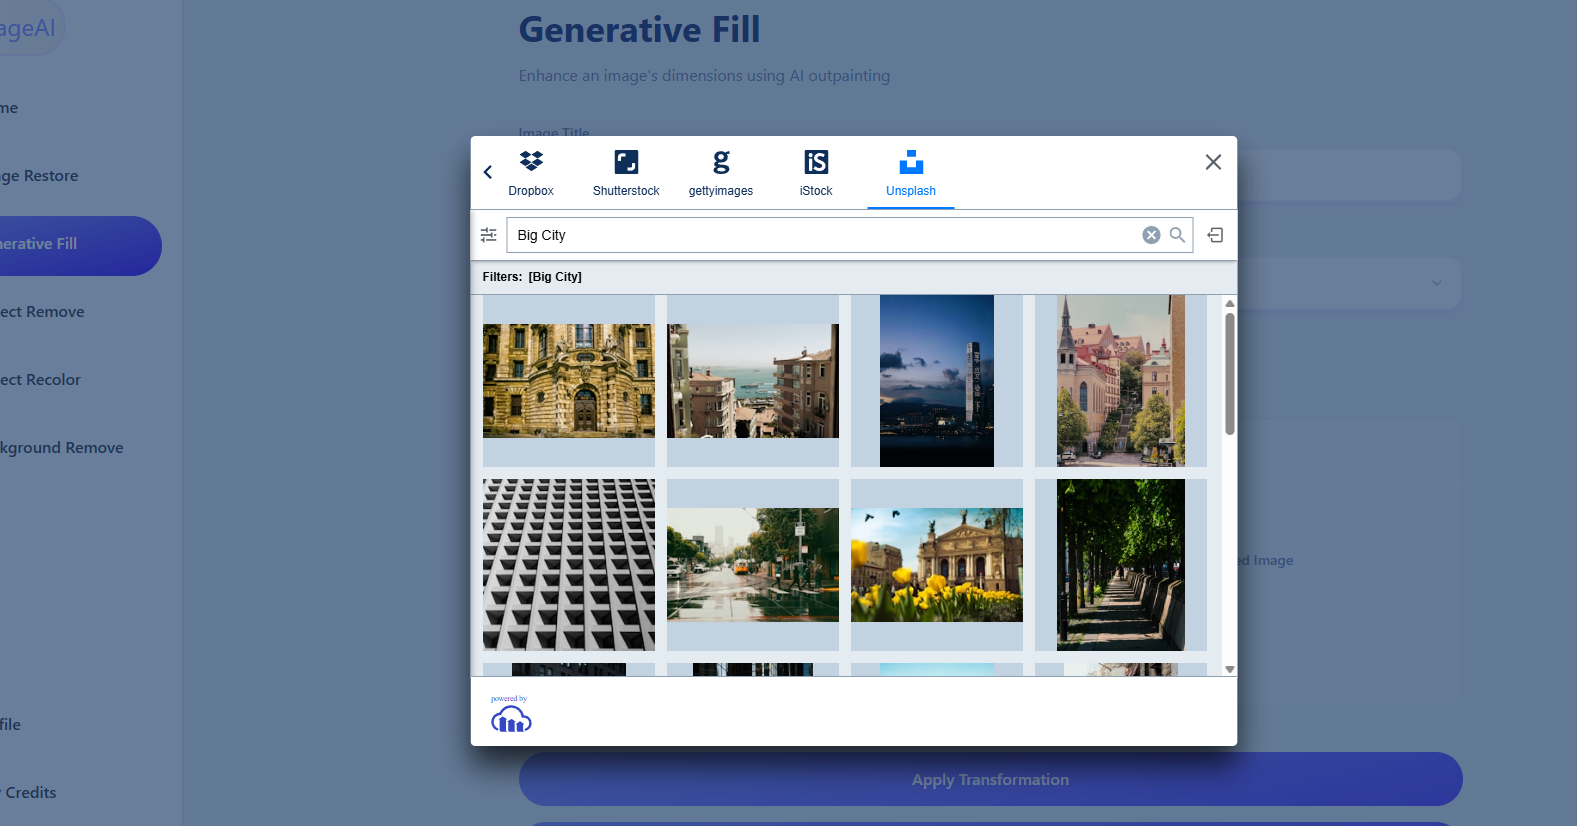 ageAI
Generative Fill
Enhance an image's dimensions using AI outpainting
Image Title
me
ge Restore
erative Fill
ect Remove
ect Recolor
kground Remove
file
Credits
Dropbox
Shutterstock
gettyimages
iStock
Unsplash
Big City
Filters: [Big City]
ed Image
powered by
Apply Transformation